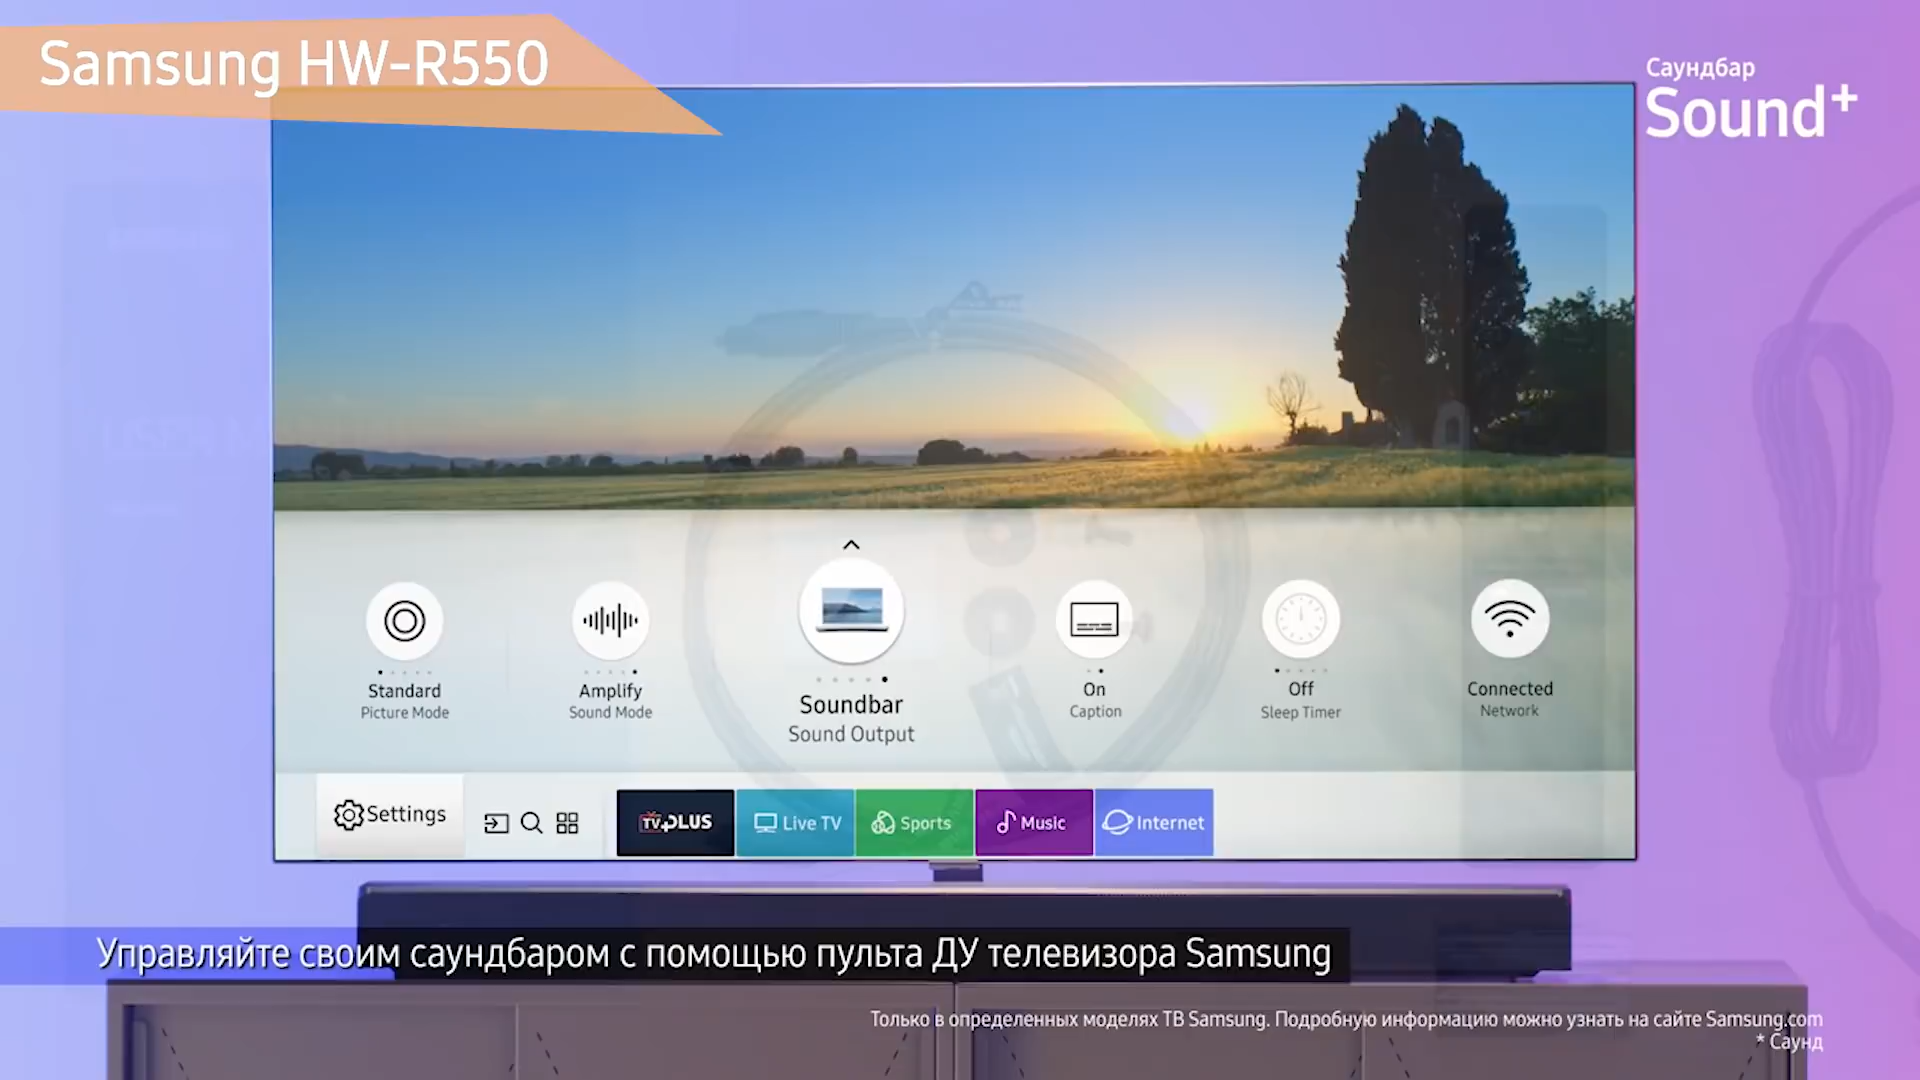 Samsung HW-R550
Саундбар
Sound+
Standard
Picture Mode
Amplify
Sound Mode
Soundbar
Sound Output
On
Caption
Off
Sleep Timer
Connected
Network
Settings
TV PLUS
Live TV
Sports
Music
Internet
Управляйте своим саундбаром с помощью пульта ДУ телевизора Samsung
Только в определенных моделях ТВ Samsung. Подробную информацию можно узнать на сайте Samsung.com
* Саунд